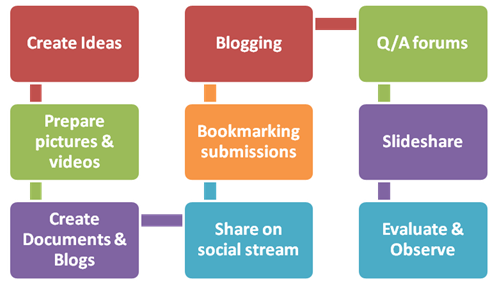 Create Ideas
Prepare
pictures &
videos
Create
Documents &
Blogs
Share on
social stream
Bookmarking
submissions
Blogging
Q/A forums
Slideshare
Evaluate &
Observe